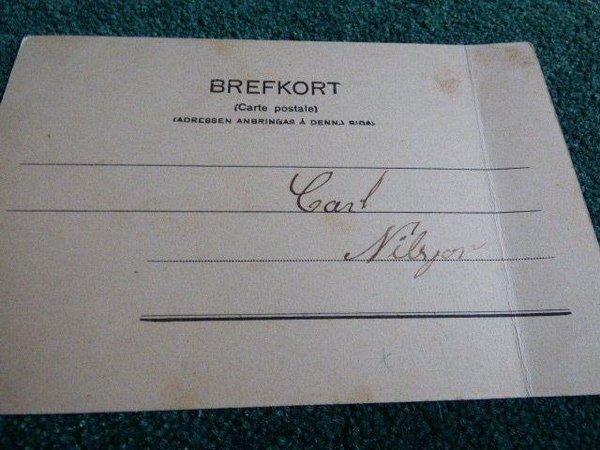 BREFKORT
(Carte postale)
(ADRESSEN ANBRINGAS Å DENNA SIDA)
Carl
Nilsson